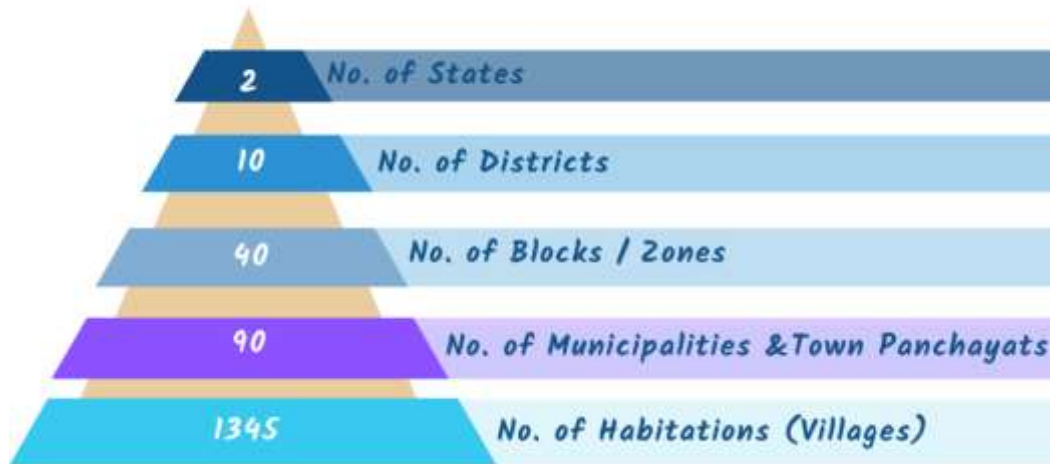 2 No. of States
10 No. of Districts
40 No. of Blocks / Zones
90 No. of Municipalities &Town Panchayats
1345 No. of Habitations (Villages)